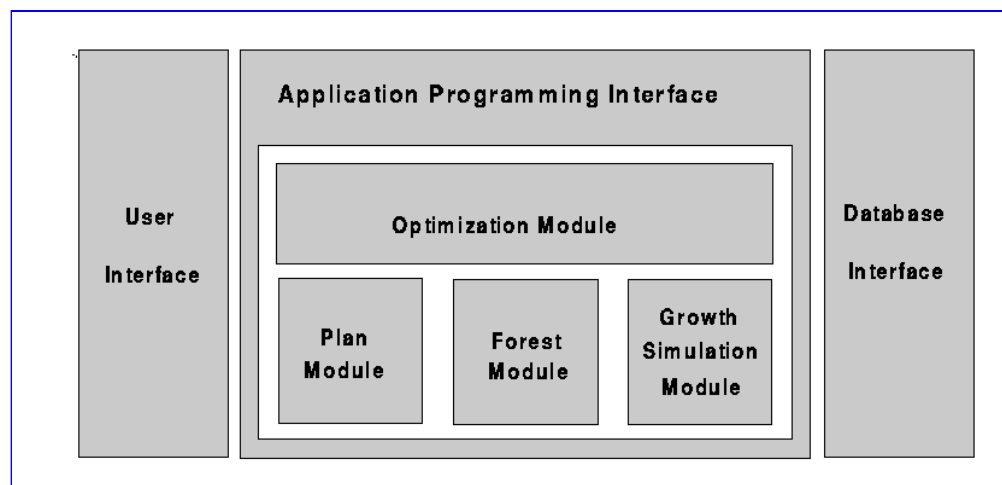 User
Interface
Application Programming Interface
Optimization Module
Plan
Module
Forest
Module
Growth
Simulation
Module
Database
Interface